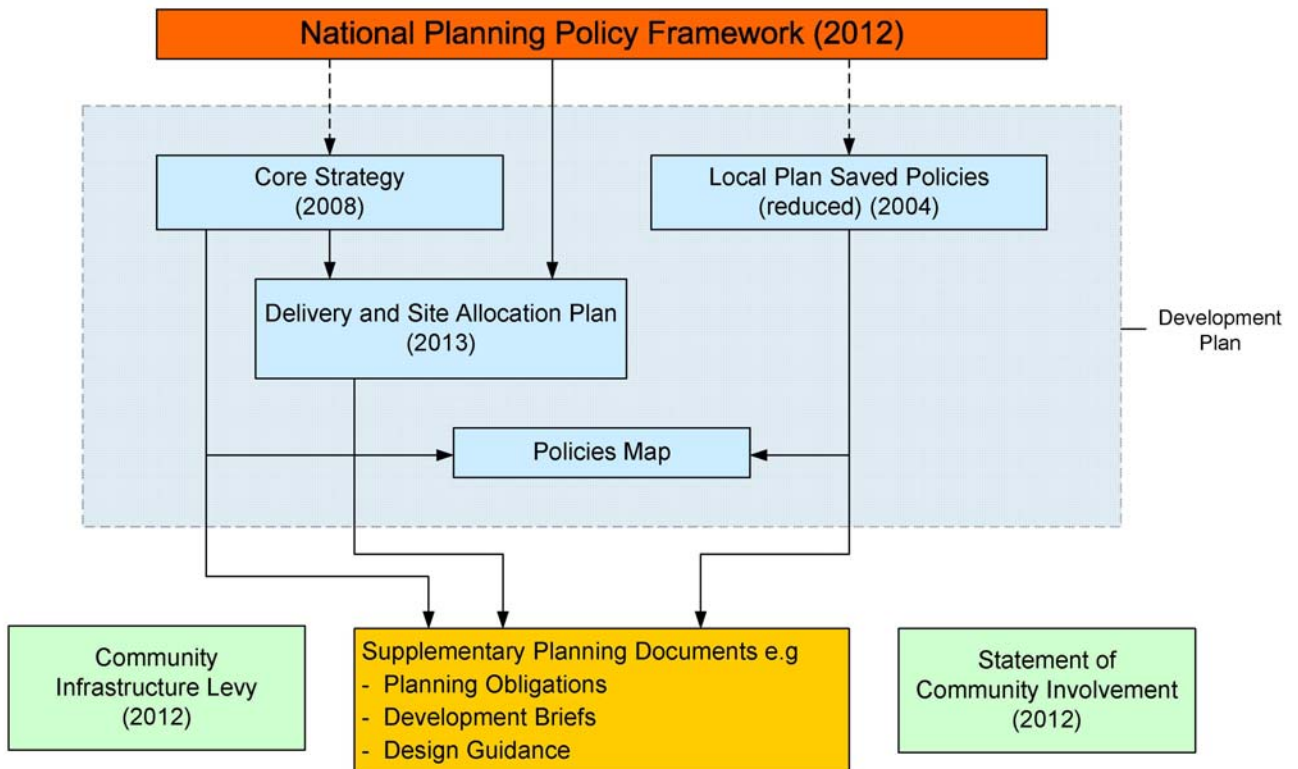 National Planning Policy Framework (2012)
Core Strategy
(2008)
Local Plan Saved Policies
(reduced) (2004)
Delivery and Site Allocation Plan
(2013)
Development
Plan
Policies Map
Community
Infrastructure Levy
(2012)
Supplementary Planning Documents e.g
- Planning Obligations
- Development Briefs
- Design Guidance
Statement of
Community Involvement
(2012)